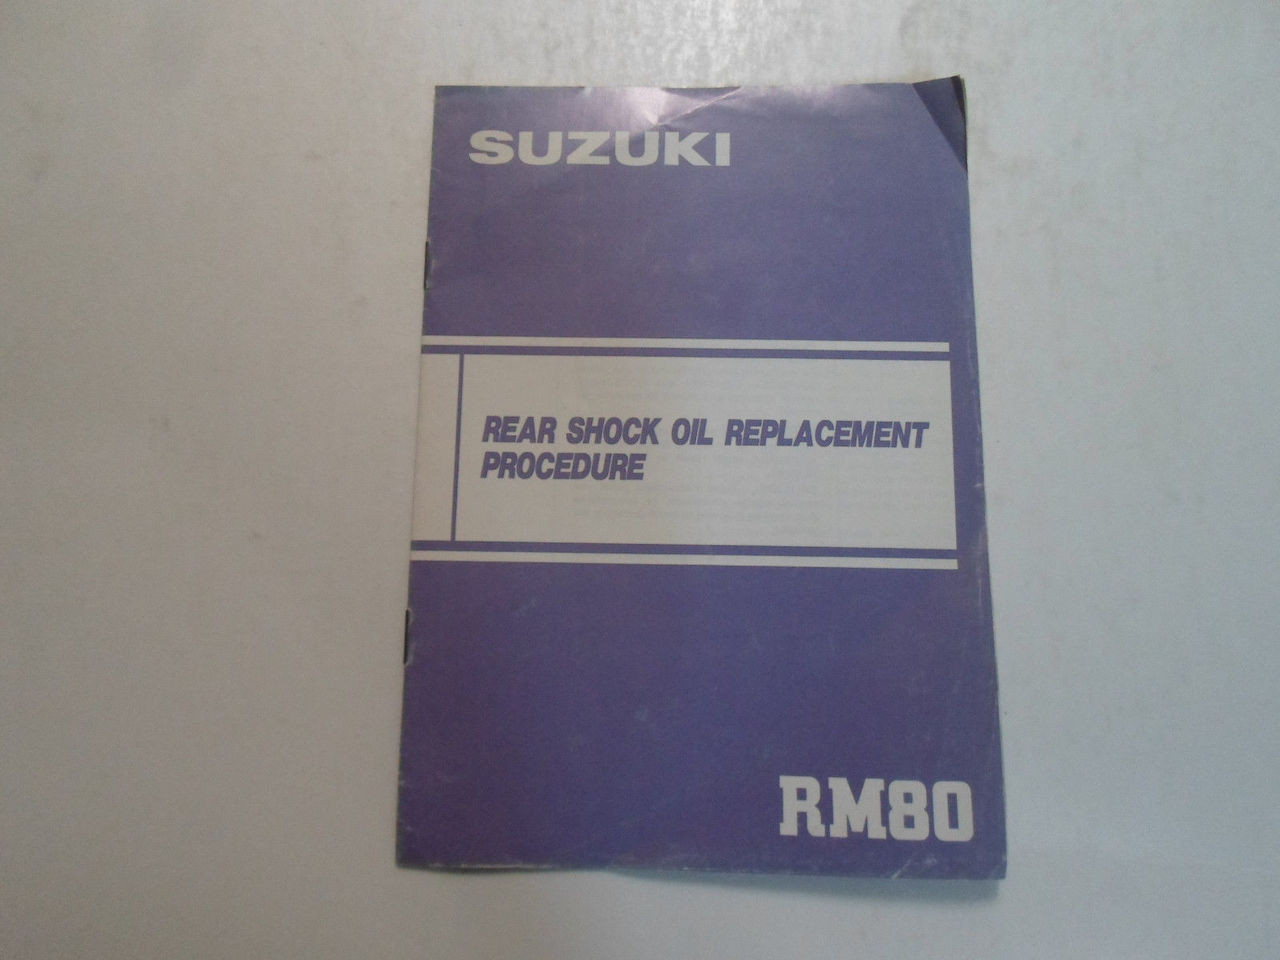 SUZUKI
REAR SHOCK OIL REPLACEMENT
PROCEDURE
RM80